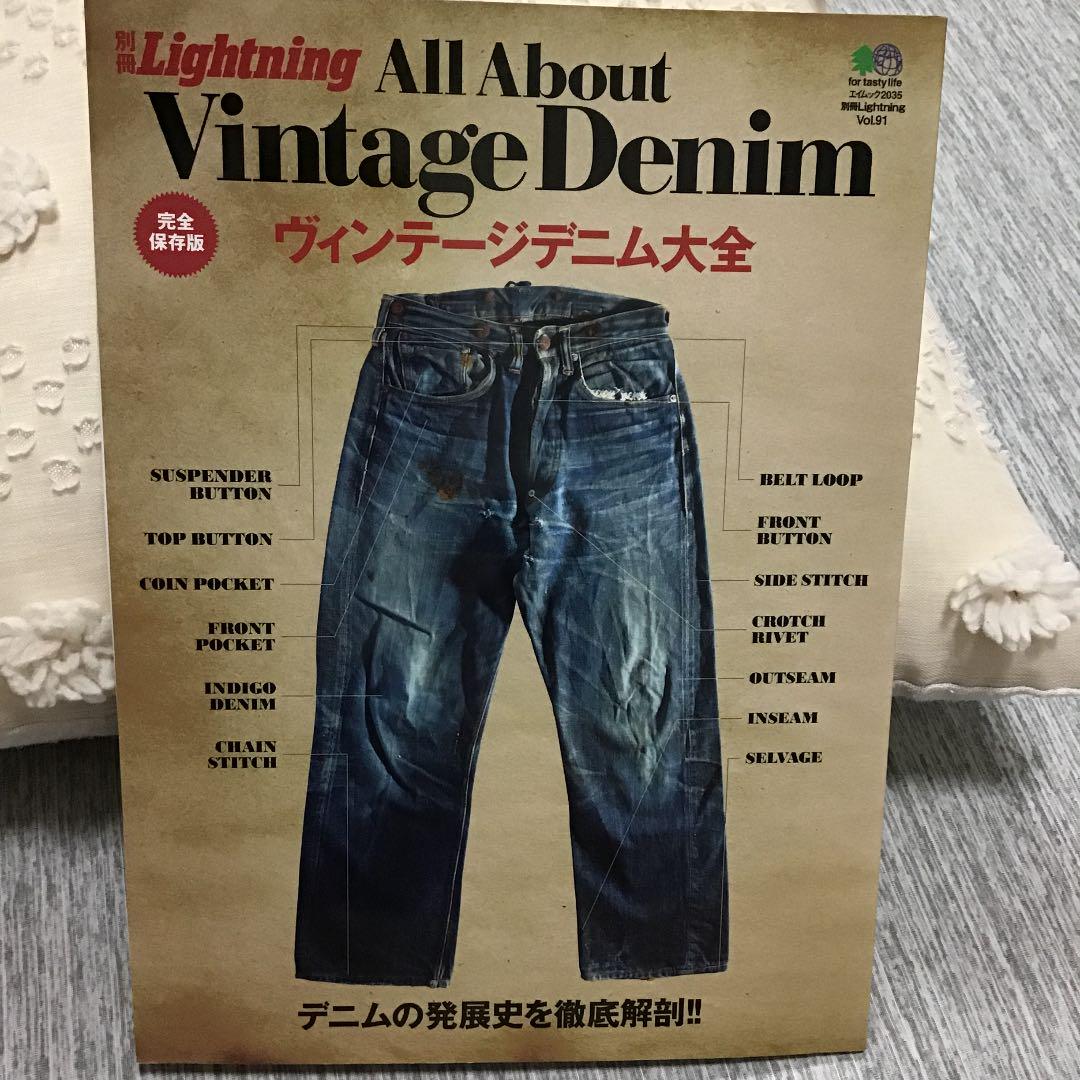 別冊 Lightning
All About
Vintage Denim
for tasty life
エイムック2035
別冊Lightning
Vol.91
完全
保存版
ヴィンテージデニム大全
SUSPENDER
BUTTON
TOP BUTTON
COIN POCKET
FRONT
POCKET
INDIGO
DENIM
CHAIN
STITCH
BELT LOOP
FRONT
BUTTON
SIDE STITCH
CROTCH
RIVET
OUTSEAM
INSEAM
SELVAGE
デニムの発展史を徹底解剖!!